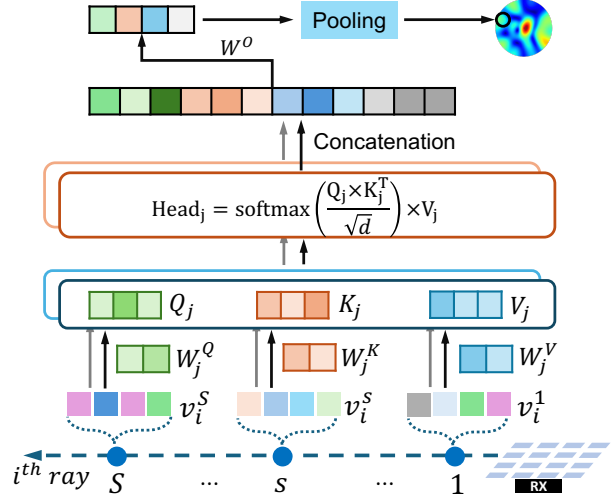 Pooling
W^O
Concatenation
Head_j = softmax(Q_j×K_j^T / √d)×V_j
Q_j K_j V_j
W_j^Q W_j^K W_j^V
v_i^S v_i^s v_i^1
i^th ray S ... s ... 1
RX